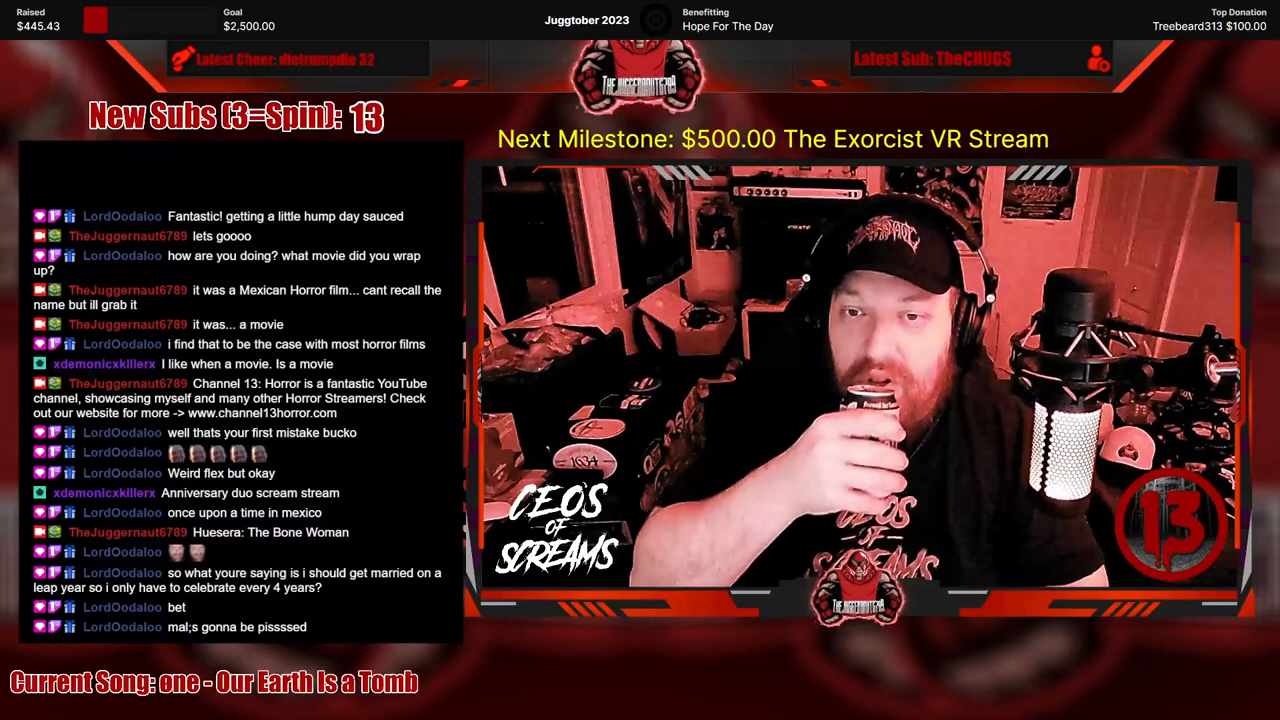 Raised
$445.43
Goal
$2,500.00
Juggtober 2023
Benefitting
Hope For The Day
Top Donation
Treebeard313 $100.00
Latest Cheer: diotrumpdio 32
THEJUGGERNAUT6789
Latest Sub: TheCHUGS
New Subs (3=Spin): 13
Next Milestone: $500.00 The Exorcist VR Stream
LordOodaloo Fantastic! getting a little hump day sauced
TheJuggernaut6789 lets goooo
LordOodaloo how are you doing? what movie did you wrap
up?
TheJuggernaut6789 it was a Mexican Horror film... cant recall the
name but ill grab it
TheJuggernaut6789 it was... a movie
LordOodaloo i find that to be the case with most horror films
xdemonicxkillerx I like when a movie. Is a movie
TheJuggernaut6789 Channel 13: Horror is a fantastic YouTube
channel, showcasing myself and many other Horror Streamers! Check
out our website for more -> www.channel13horror.com
LordOodaloo well thats your first mistake bucko
LordOodaloo
LordOodaloo Weird flex but okay
xdemonicxkillerx Anniversary duo scream stream
LordOodaloo once upon a time in mexico
TheJuggernaut6789 Huesera: The Bone Woman
LordOodaloo
LordOodaloo so what youre saying is i should get married on a
leap year so i only have to celebrate every 4 years?
LordOodaloo bet
LordOodaloo mal;s gonna be pissssed
1634
CEO'S
OF
SCREAMS
CEOS
OF
SCREAMS
13
THEJUGGERNAUT6789
Current Song: øne - Our Earth Is a Tomb